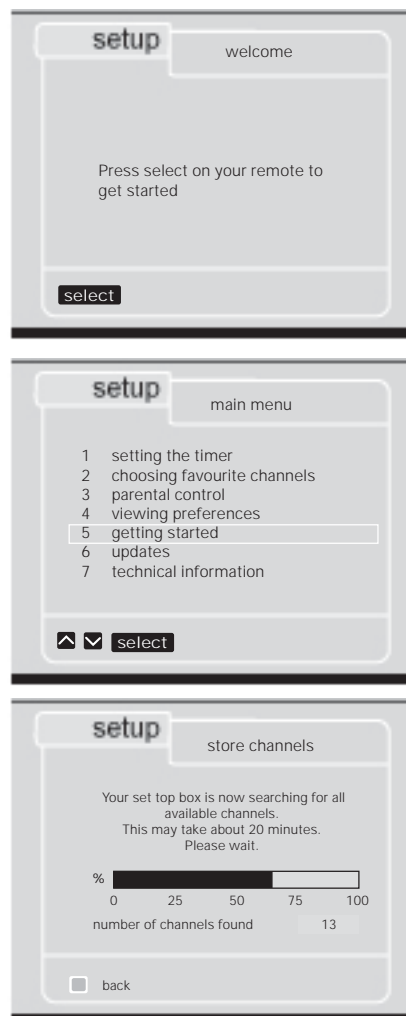 setup
welcome
Press select on your remote to
get started
select
setup
main menu
1 setting the timer
2 choosing favourite channels
3 parental control
4 viewing preferences
5 getting started
6 updates
7 technical information
select
setup
store channels
Your set top box is now searching for all
available channels.
This may take about 20 minutes.
Please wait.
%
0 25 50 75 100
number of channels found 13
back